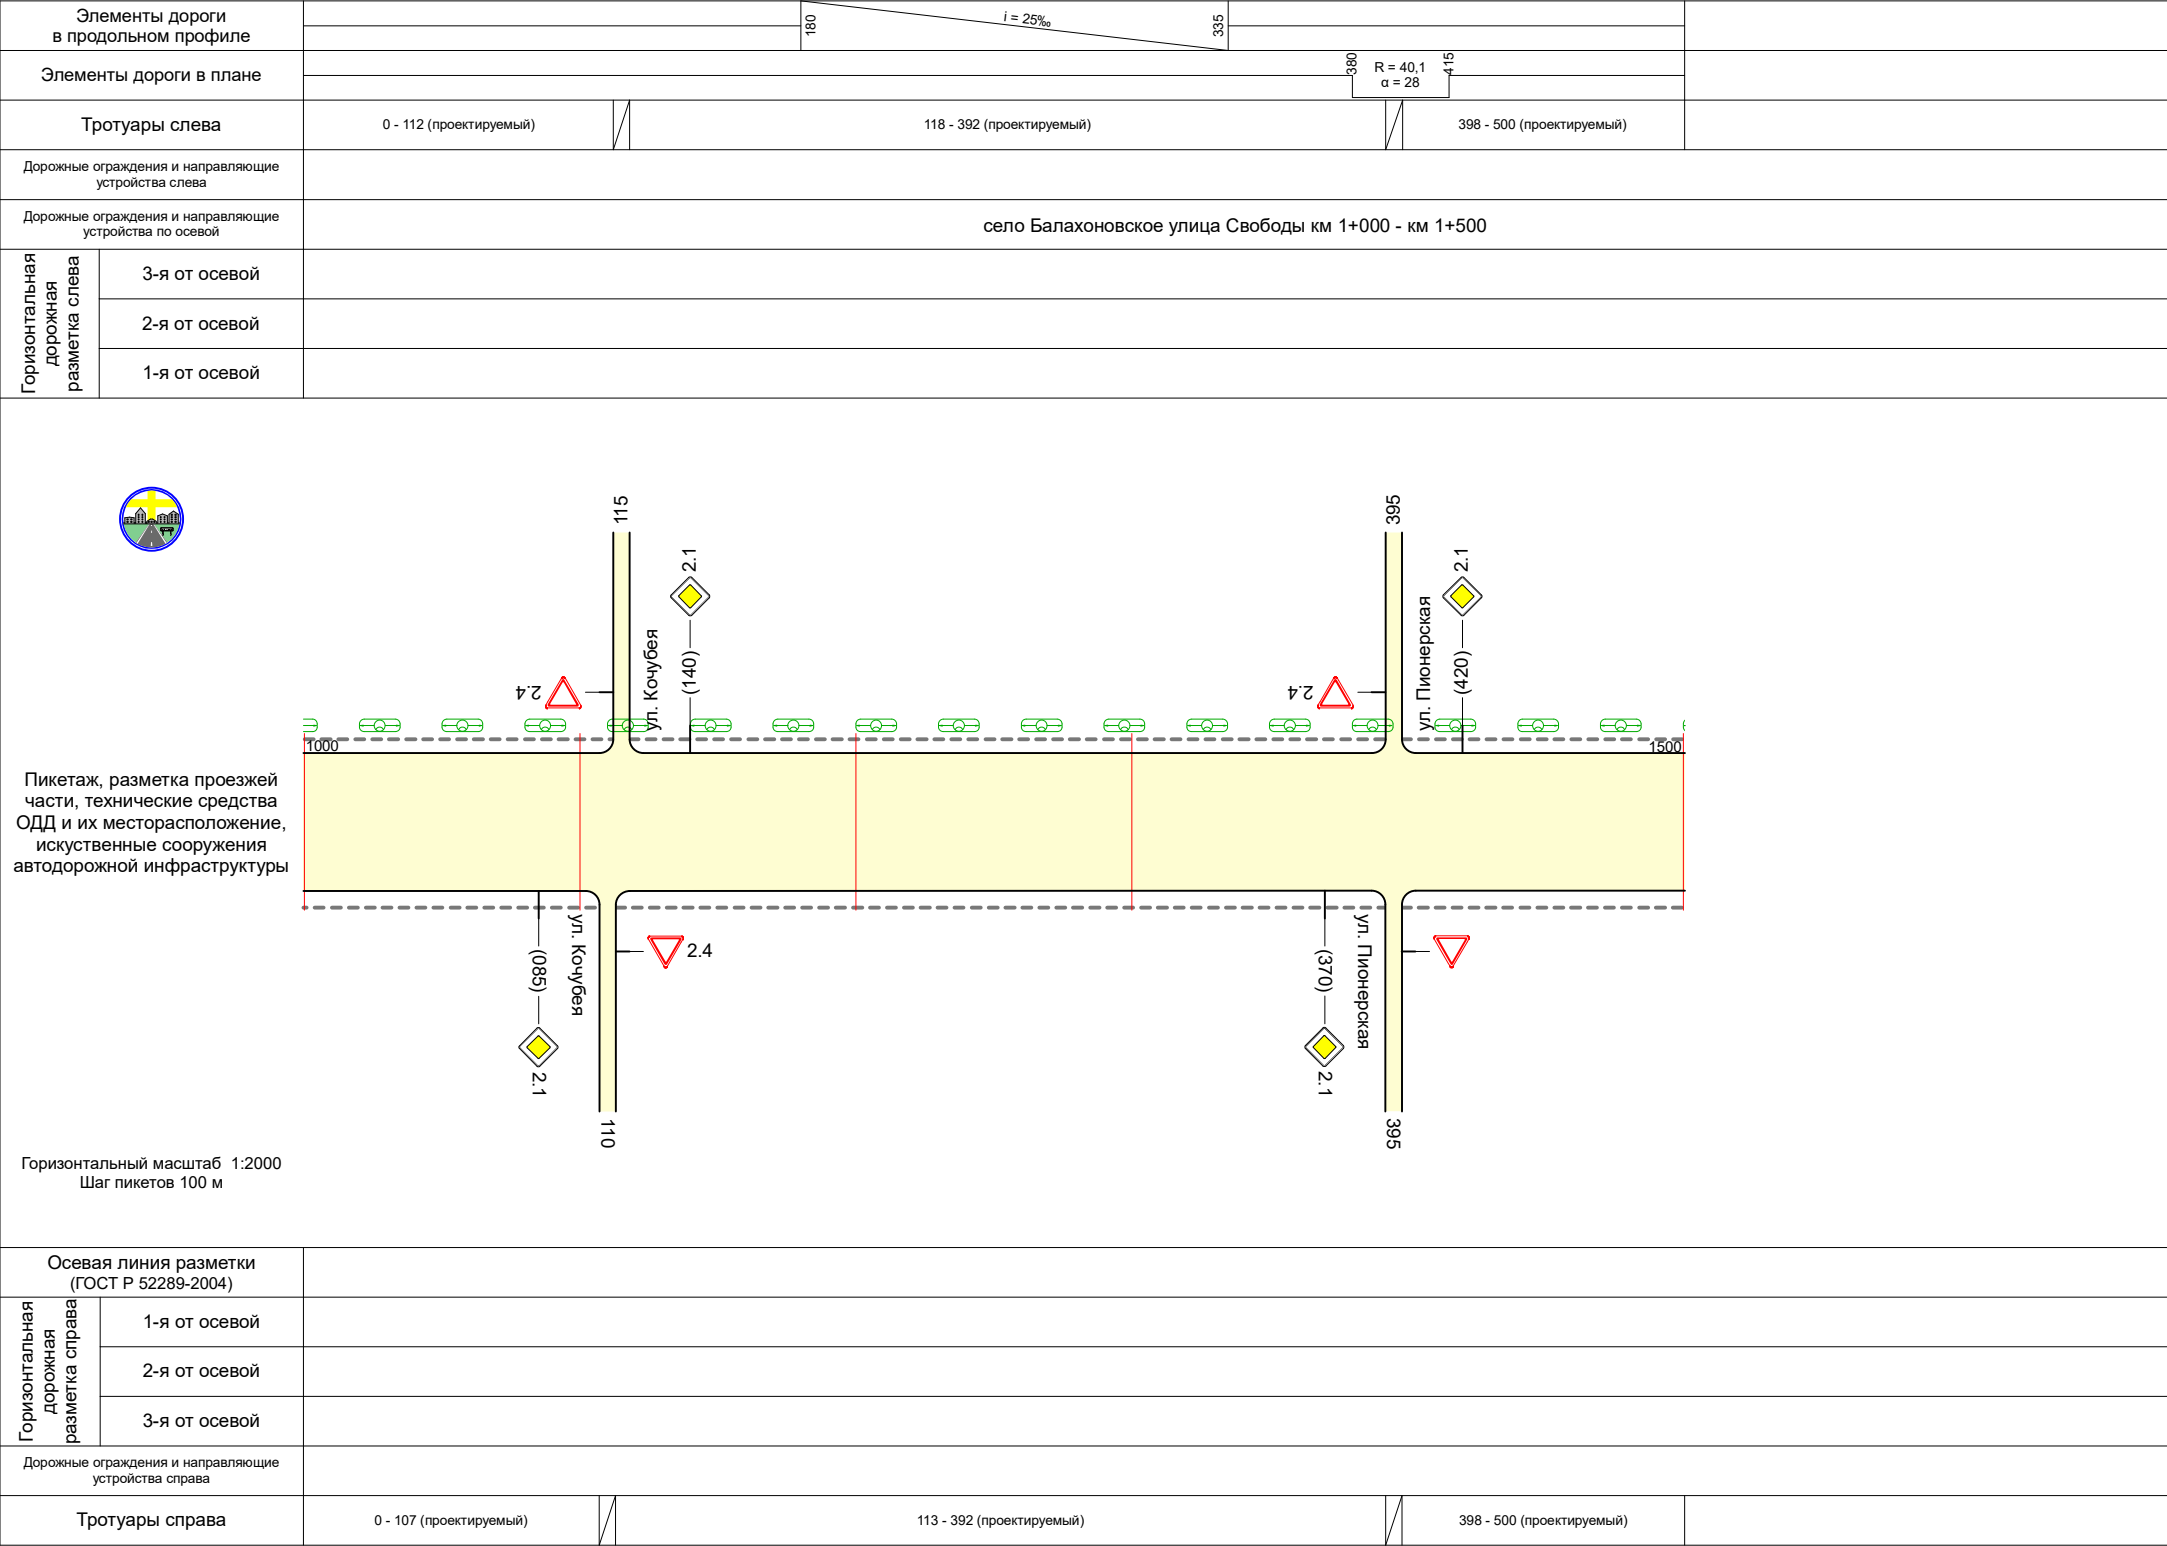 Элементы дороги
в продольном профиле
180
i = 25‰
335
Элементы дороги в плане
380
R = 40,1
α = 28
415
Тротуары слева
0 - 112 (проектируемый)
118 - 392 (проектируемый)
398 - 500 (проектируемый)
Дорожные ограждения и направляющие
устройства слева
Дорожные ограждения и направляющие
устройства по осевой
село Балахоновское улица Свободы км 1+000 - км 1+500
Горизонтальная
дорожная
разметка слева
3-я от осевой
2-я от осевой
1-я от осевой
115
395
2.1
2.1
ул. Кочубея
(140)
ул. Пионерская
(420)
2.4
2.4
1000
1500
Пикетаж, разметка проезжей
части, технические средства
ОДД и их месторасположение,
искуственные сооружения
автодорожной инфраструктуры
(085)
ул. Кочубея
2.4
(370)
ул. Пионерская
2.1
2.1
110
395
Горизонтальный масштаб 1:2000
Шаг пикетов 100 м
Осевая линия разметки
(ГОСТ Р 52289-2004)
Горизонтальная
дорожная
разметка справа
1-я от осевой
2-я от осевой
3-я от осевой
Дорожные ограждения и направляющие
устройства справа
Тротуары справа
0 - 107 (проектируемый)
113 - 392 (проектируемый)
398 - 500 (проектируемый)